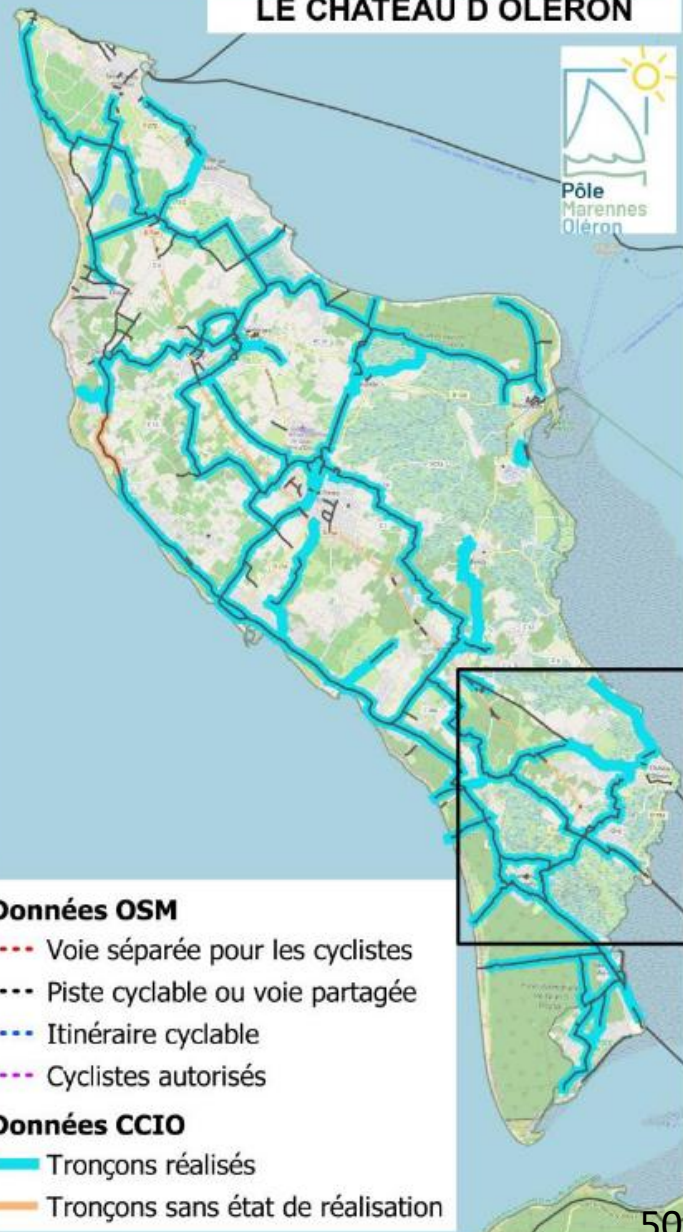 LE CHATEAU D OLERON
Pôle
Marennes
Oléron
Données OSM
Voie séparée pour les cyclistes
Piste cyclable ou voie partagée
Itinéraire cyclable
Cyclistes autorisés
Données CCIO
Tronçons réalisés
Tronçons sans état de réalisation
50